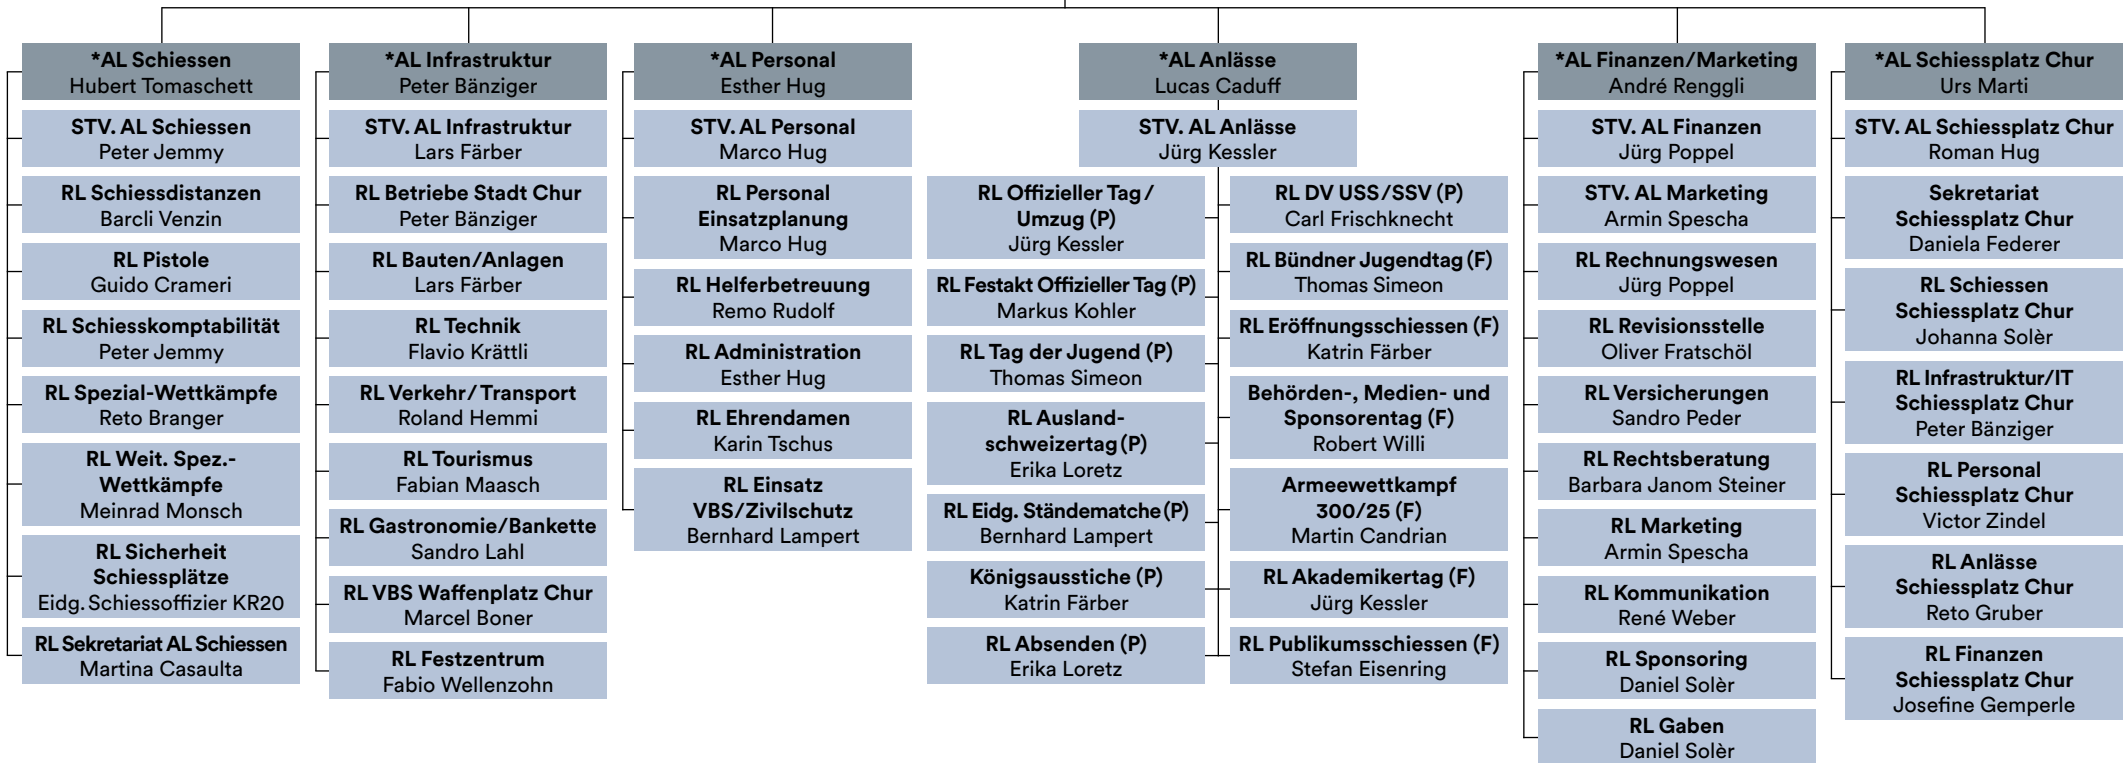 *AL Schiessen
Hubert Tomaschett
STV. AL Schiessen
Peter Jemmy
RL Schiessdistanzen
Barcli Venzin
RL Pistole
Guido Crameri
RL Schiesskomptabilität
Peter Jemmy
RL Spezial-Wettkämpfe
Reto Branger
RL Weit. Spez.-
Wettkämpfe
Meinrad Monsch
RL Sicherheit
Schiessplätze
Eidg. Schiessoffizier KR20
RL Sekretariat AL Schiessen
Martina Casaulta
*AL Infrastruktur
Peter Bänziger
STV. AL Infrastruktur
Lars Färber
RL Betriebe Stadt Chur
Peter Bänziger
RL Bauten/Anlagen
Lars Färber
RL Technik
Flavio Krättli
RL Verkehr/Transport
Roland Hemmi
RL Tourismus
Fabian Maasch
RL Gastronomie/Bankette
Sandro Lahl
RL VBS Waffenplatz Chur
Marcel Boner
RL Festzentrum
Fabio Wellenzohn
*AL Personal
Esther Hug
STV. AL Personal
Marco Hug
RL Personal
Einsatzplanung
Marco Hug
RL Helferbetreuung
Remo Rudolf
RL Administration
Esther Hug
RL Ehrendamen
Karin Tschus
RL Einsatz
VBS/Zivilschutz
Bernhard Lampert
*AL Anlässe
Lucas Caduff
STV. AL Anlässe
Jürg Kessler
RL Offizieller Tag/
Umzug (P)
Jürg Kessler
RL Festakt Offizieller Tag (P)
Markus Kohler
RL Tag der Jugend (P)
Thomas Simeon
RL Ausland-
schweizertag (P)
Erika Loretz
RL Eidg. Ständematche (P)
Bernhard Lampert
Königsausstiche (P)
Katrin Färber
RL Absenden (P)
Erika Loretz
RL DV USS/SSV (P)
Carl Frischknecht
RL Bündner Jugendtag (F)
Thomas Simeon
RL Eröffnungsschiessen (F)
Katrin Färber
Behörden-, Medien- und
Sponsorentag (F)
Robert Willi
Armeewettkampf
300/25 (F)
Martin Candrian
RL Akademikertag (F)
Jürg Kessler
RL Publikumsschiessen (F)
Stefan Eisenring
*AL Finanzen/Marketing
André Renggli
STV. AL Finanzen
Jürg Poppel
STV. AL Marketing
Armin Spescha
RL Rechnungswesen
Jürg Poppel
RL Revisionsstelle
Oliver Fratschöl
RL Versicherungen
Sandro Peder
RL Rechtsberatung
Barbara Janom Steiner
RL Marketing
Armin Spescha
RL Kommunikation
René Weber
RL Sponsoring
Daniel Solèr
RL Gaben
Daniel Solèr
*AL Schiessplatz Chur
Urs Marti
STV. AL Schiessplatz Chur
Roman Hug
Sekretariat
Schiessplatz Chur
Daniela Federer
RL Schiessen
Schiessplatz Chur
Johanna Solèr
RL Infrastruktur/IT
Schiessplatz Chur
Peter Bänziger
RL Personal
Schiessplatz Chur
Victor Zindel
RL Anlässe
Schiessplatz Chur
Reto Gruber
RL Finanzen
Schiessplatz Chur
Josefine Gemperle